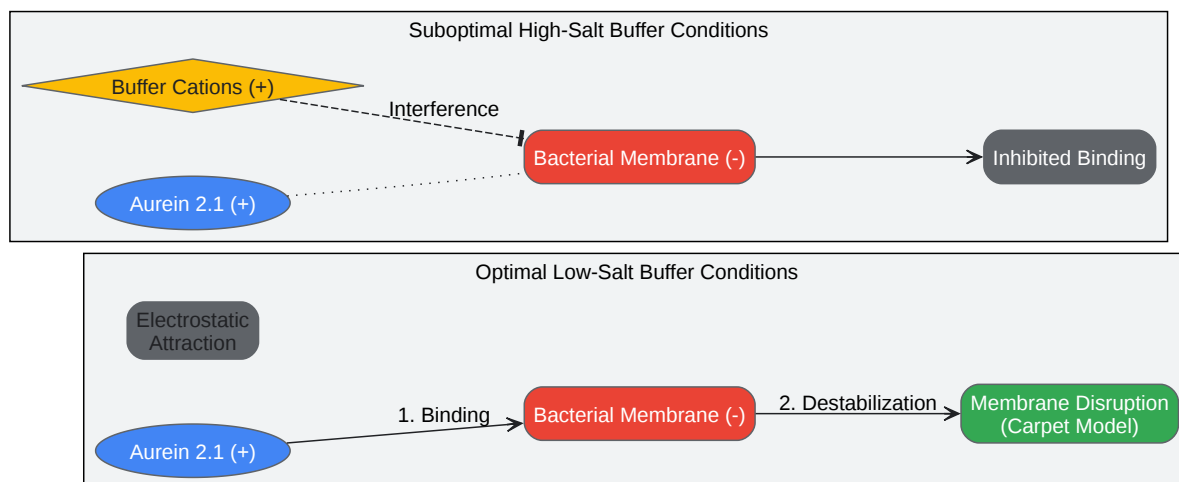 Suboptimal High-Salt Buffer Conditions
Buffer Cations (+)
Interference
Bacterial Membrane (-)
Inhibited Binding
Aurein 2.1 (+)
Optimal Low-Salt Buffer Conditions
Electrostatic
Attraction
1. Binding
Bacterial Membrane (-)
2. Destabilization
Membrane Disruption
(Carpet Model)
Aurein 2.1 (+)